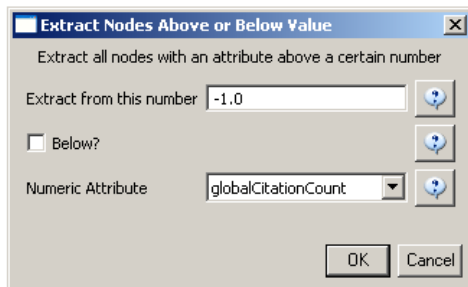 Extract Nodes Above or Below Value
Extract all nodes with an attribute above a certain number
Extract from this number -1.0
Below?
Numeric Attribute globalCitationCount
OK Cancel